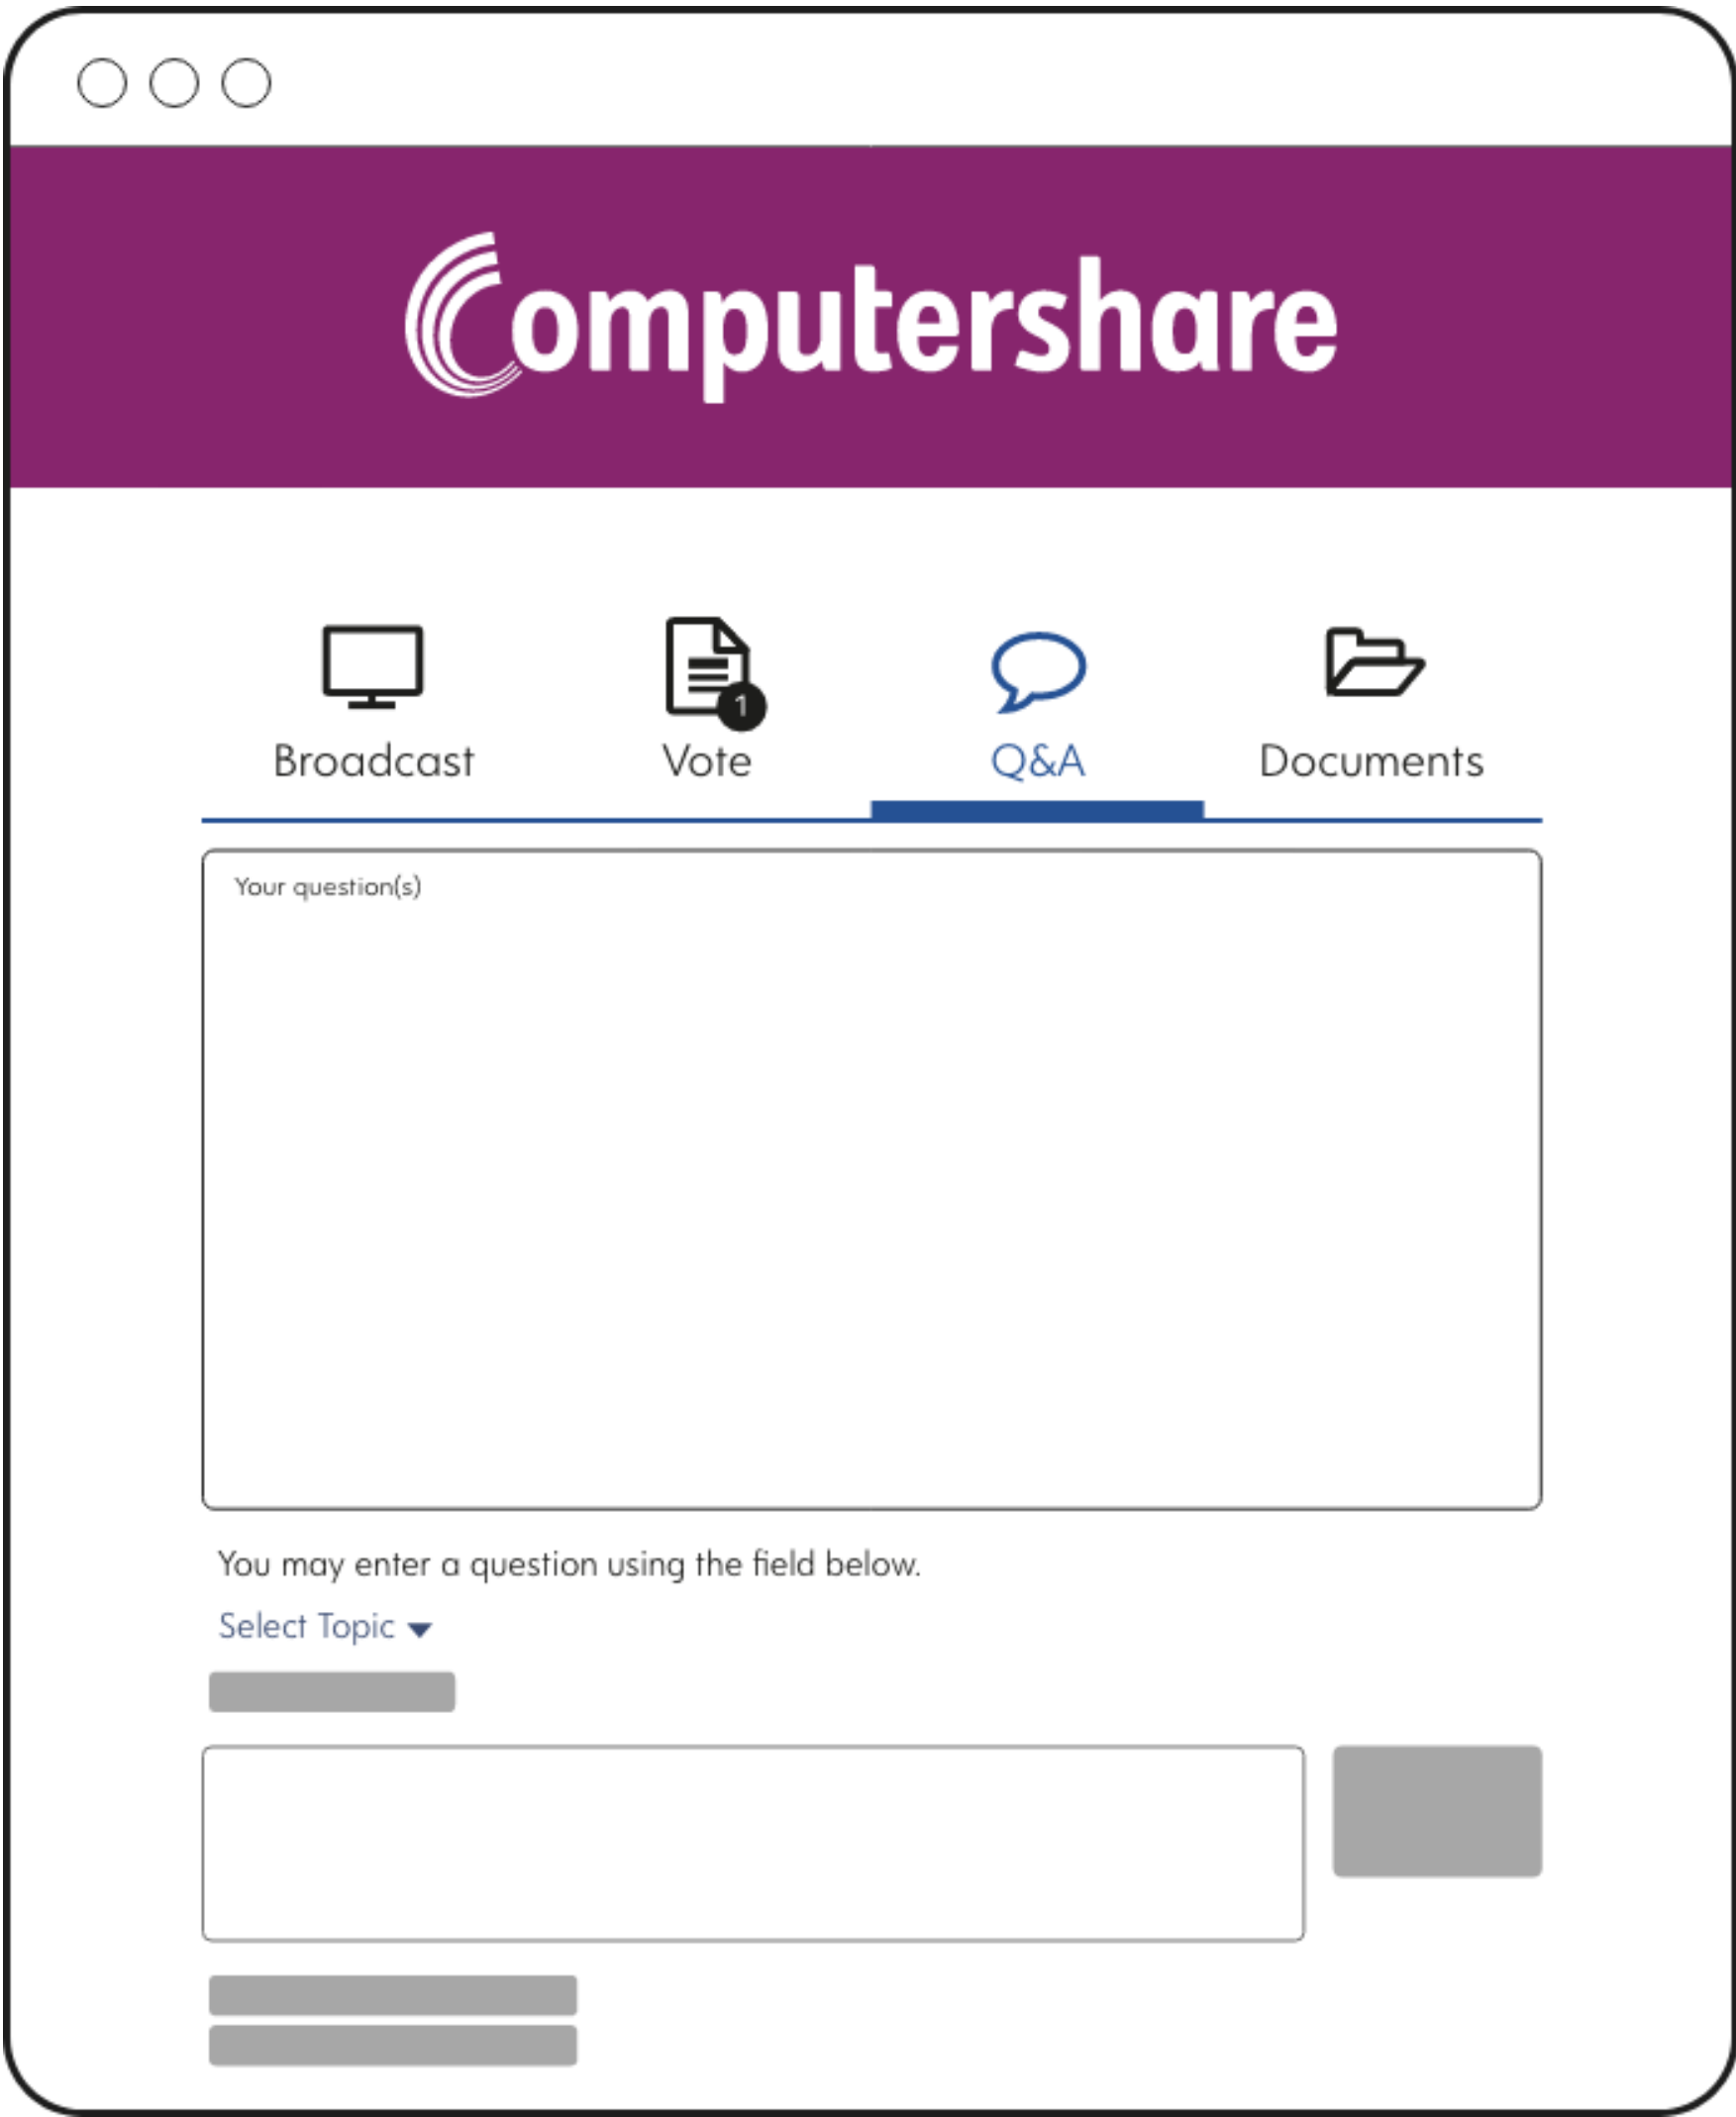 Computershare
1
Broadcast Vote Q&A Documents
Your question(s)
You may enter a question using the field below.
Select Topic